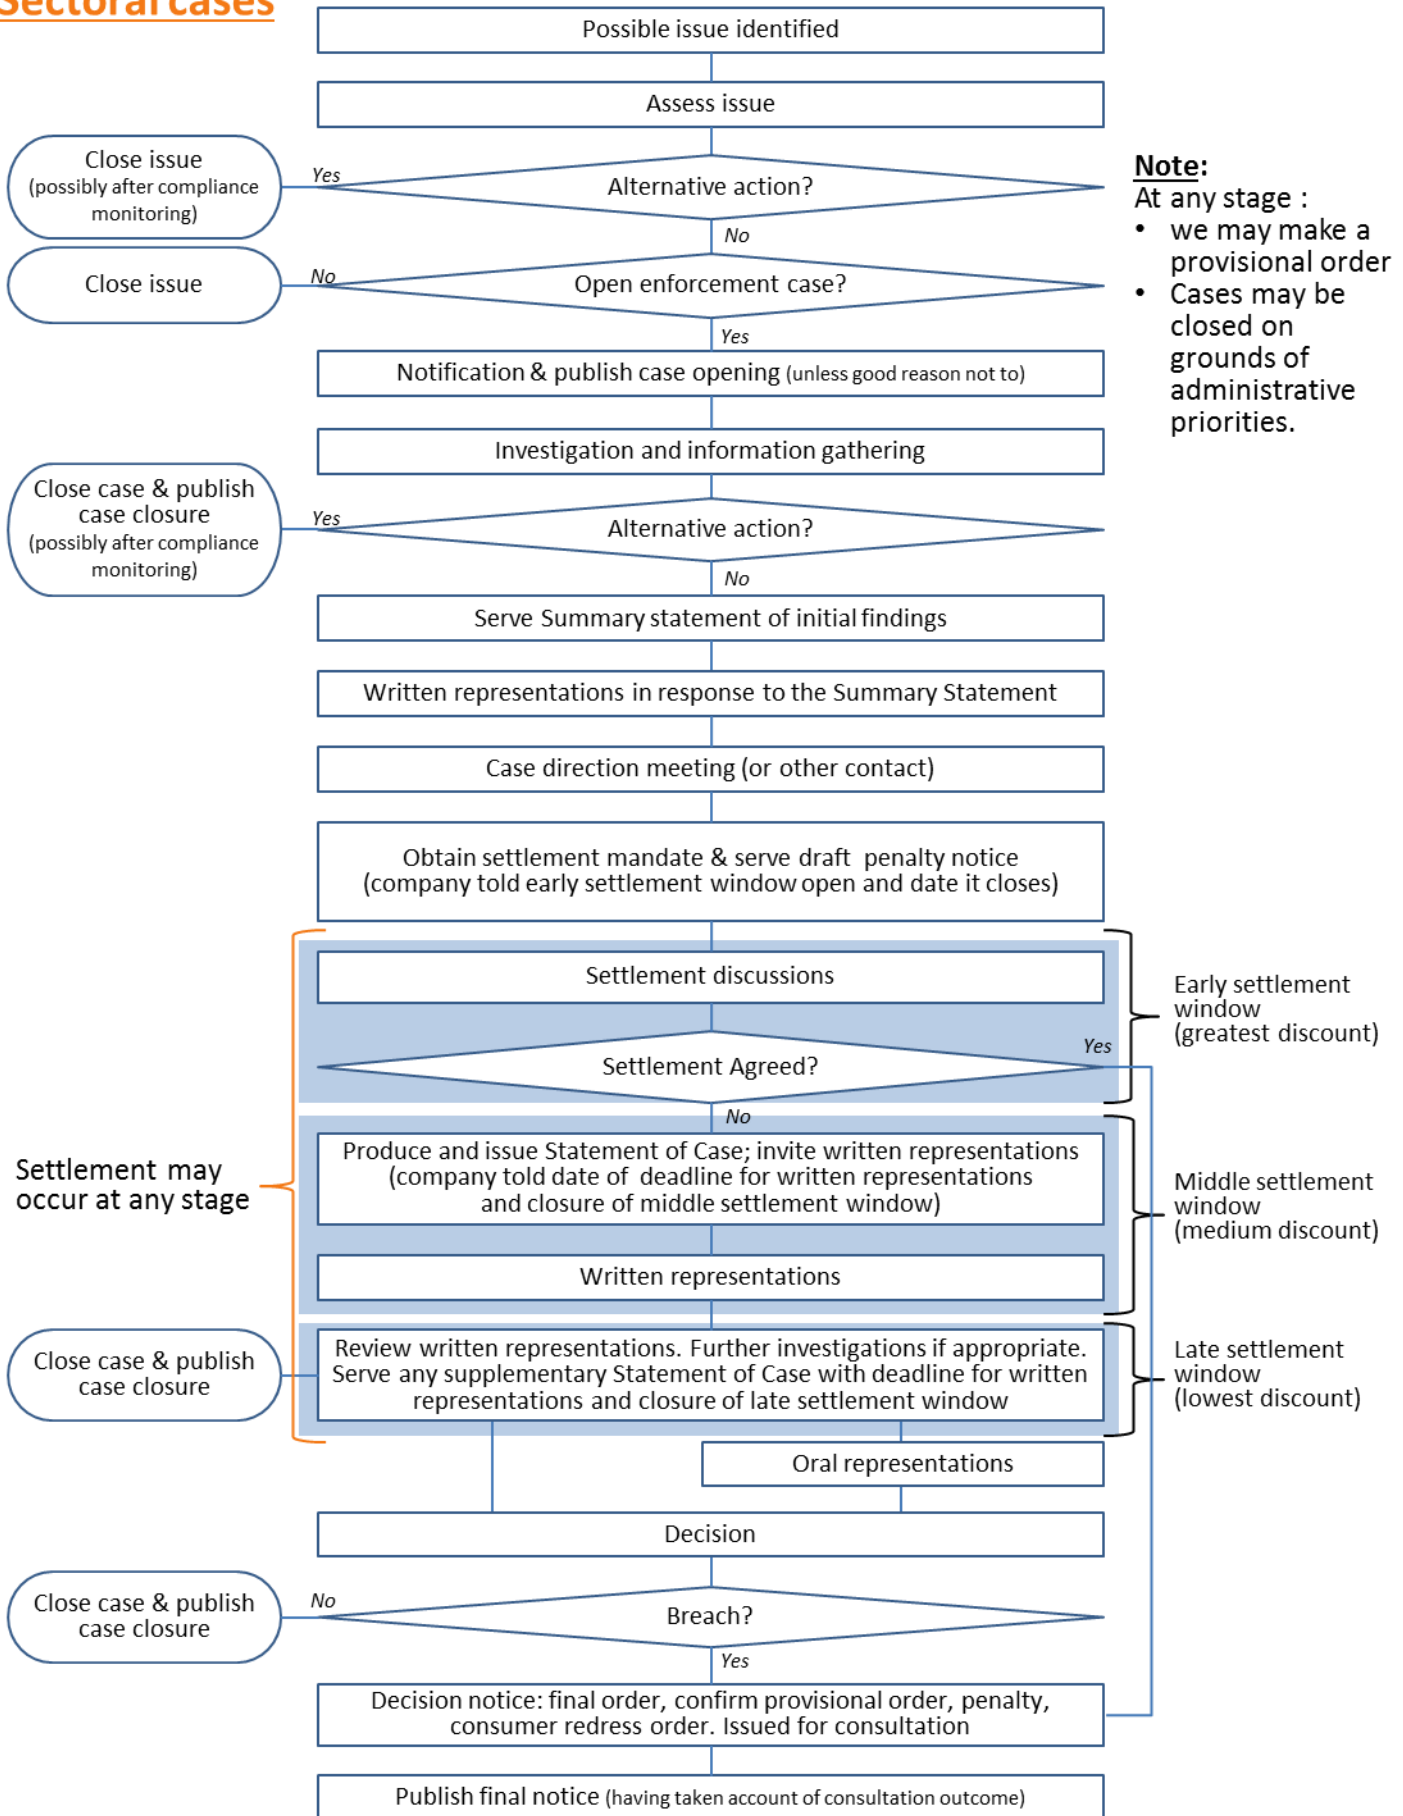 Sectoral cases
Possible issue identified
Assess issue
Close issue
(possibly after compliance
monitoring)
Yes
Alternative action?
No
Note:
At any stage :
• we may make a
provisional order
• Cases may be
closed on
grounds of
administrative
priorities.
Close issue
No
Open enforcement case?
Yes
Notification & publish case opening (unless good reason not to)
Investigation and information gathering
Close case & publish
case closure
(possibly after compliance
monitoring)
Yes
Alternative action?
No
Serve Summary statement of initial findings
Written representations in response to the Summary Statement
Case direction meeting (or other contact)
Obtain settlement mandate & serve draft penalty notice
(company told early settlement window open and date it closes)
Settlement discussions
Early settlement
window
(greatest discount)
Settlement Agreed?
Yes
No
Settlement may
occur at any stage
Produce and issue Statement of Case; invite written representations
(company told date of deadline for written representations
and closure of middle settlement window)
Middle settlement
window
(medium discount)
Written representations
Close case & publish
case closure
Review written representations. Further investigations if appropriate.
Serve any supplementary Statement of Case with deadline for written
representations and closure of late settlement window
Late settlement
window
(lowest discount)
Oral representations
Decision
Close case & publish
case closure
No
Breach?
Yes
Decision notice: final order, confirm provisional order, penalty,
consumer redress order. Issued for consultation
Publish final notice (having taken account of consultation outcome)